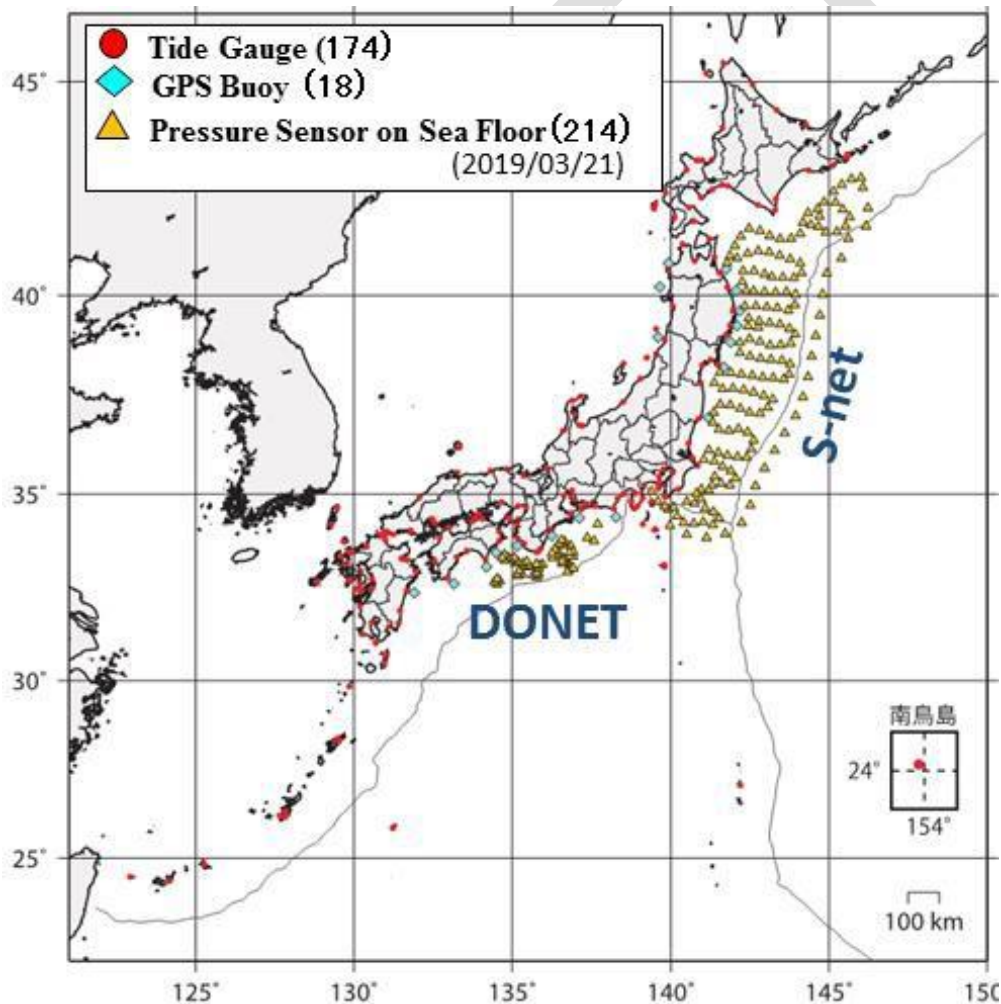 Tide Gauge (174)
GPS Buoy (18)
Pressure Sensor on Sea Floor (214)
(2019/03/21)
45°
40°
35°
30°
25°
S-net
DONET
南鳥島
24°
154°
100 km
125°
130°
135°
140°
145°
150